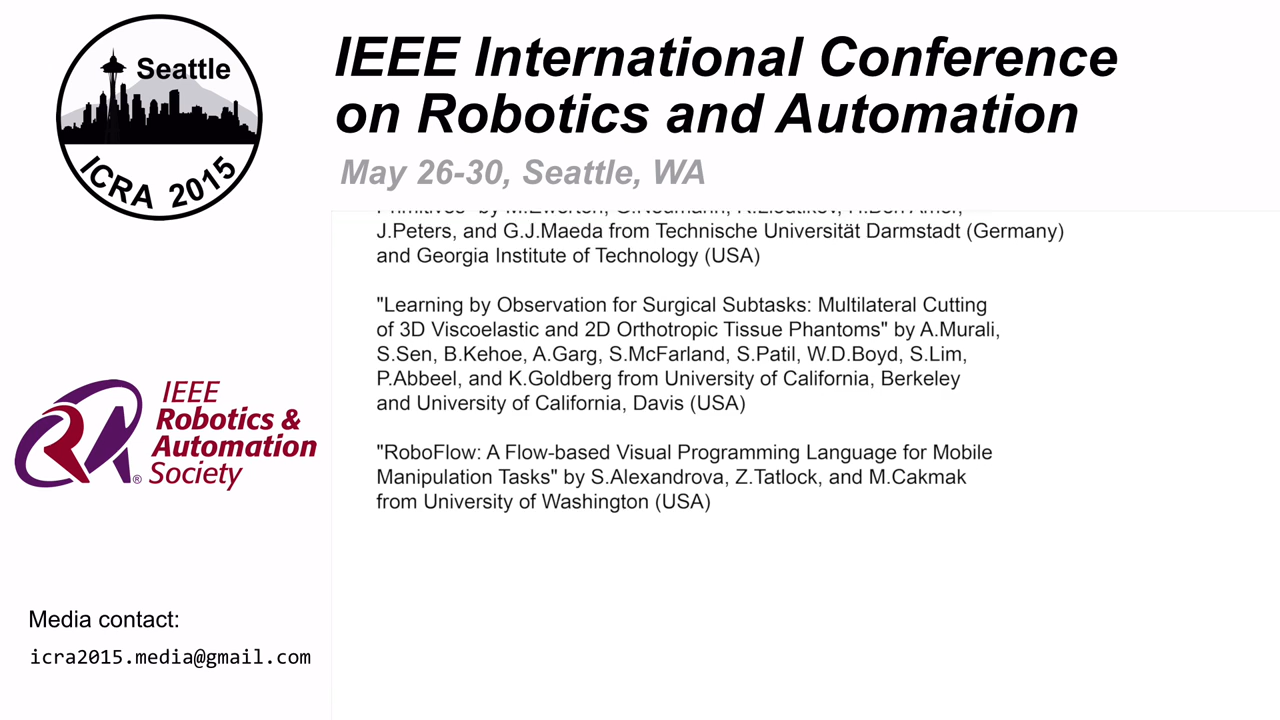 Seattle
ICRA 2015
IEEE International Conference
on Robotics and Automation
May 26-30, Seattle, WA
J.Peters, and G.J.Maeda from Technische Universität Darmstadt (Germany)
and Georgia Institute of Technology (USA)
"Learning by Observation for Surgical Subtasks: Multilateral Cutting
of 3D Viscoelastic and 2D Orthotropic Tissue Phantoms" by A.Murali,
S.Sen, B.Kehoe, A.Garg, S.McFarland, S.Patil, W.D.Boyd, S.Lim,
P.Abbeel, and K.Goldberg from University of California, Berkeley
and University of California, Davis (USA)
"RoboFlow: A Flow-based Visual Programming Language for Mobile
Manipulation Tasks" by S.Alexandrova, Z.Tatlock, and M.Cakmak
from University of Washington (USA)
RA
IEEE
Robotics &
Automation
Society
®
Media contact:
icra2015.media@gmail.com